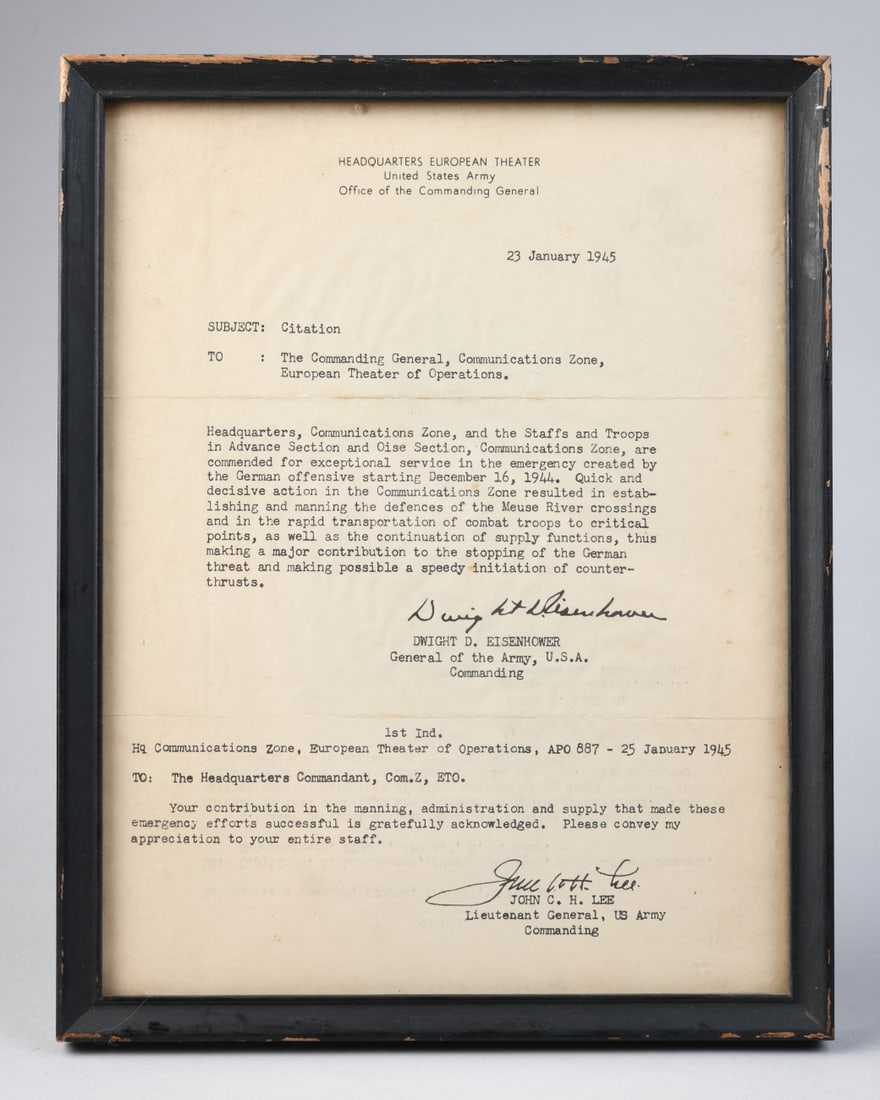 HEADQUARTERS EUROPEAN THEATER
United States Army
Office of the Commanding General
23 January 1945
SUBJECT: Citation
TO : The Commanding General, Communications Zone,
European Theater of Operations.
Headquarters, Communications Zone, and the Staffs and Troops
in Advance Section and Oise Section, Communications Zone, are
commended for exceptional service in the emergency created by
the German offensive starting December 16, 1944. Quick and
decisive action in the Communications Zone resulted in estab-
lishing and manning the defences of the Meuse River crossings
and in the rapid transportation of combat troops to critical
points, as well as the continuation of supply functions, thus
making a major contribution to the stopping of the German
threat and making possible a speedy initiation of counter-
thrusts.
Dwight D. Eisenhower
DWIGHT D. EISENHOWER
General of the Army, U.S.A.
Commanding
1st Ind.
Hq Communications Zone, European Theater of Operations, APO 887 - 25 January 1945
TO: The Headquarters Commandant, Com.Z, ETO.
Your contribution in the manning, administration and supply that made these
emergency efforts successful is gratefully acknowledged. Please convey my
appreciation to your entire staff.
Lee
JOHN C. H. LEE
Lieutenant General, US Army
Commanding